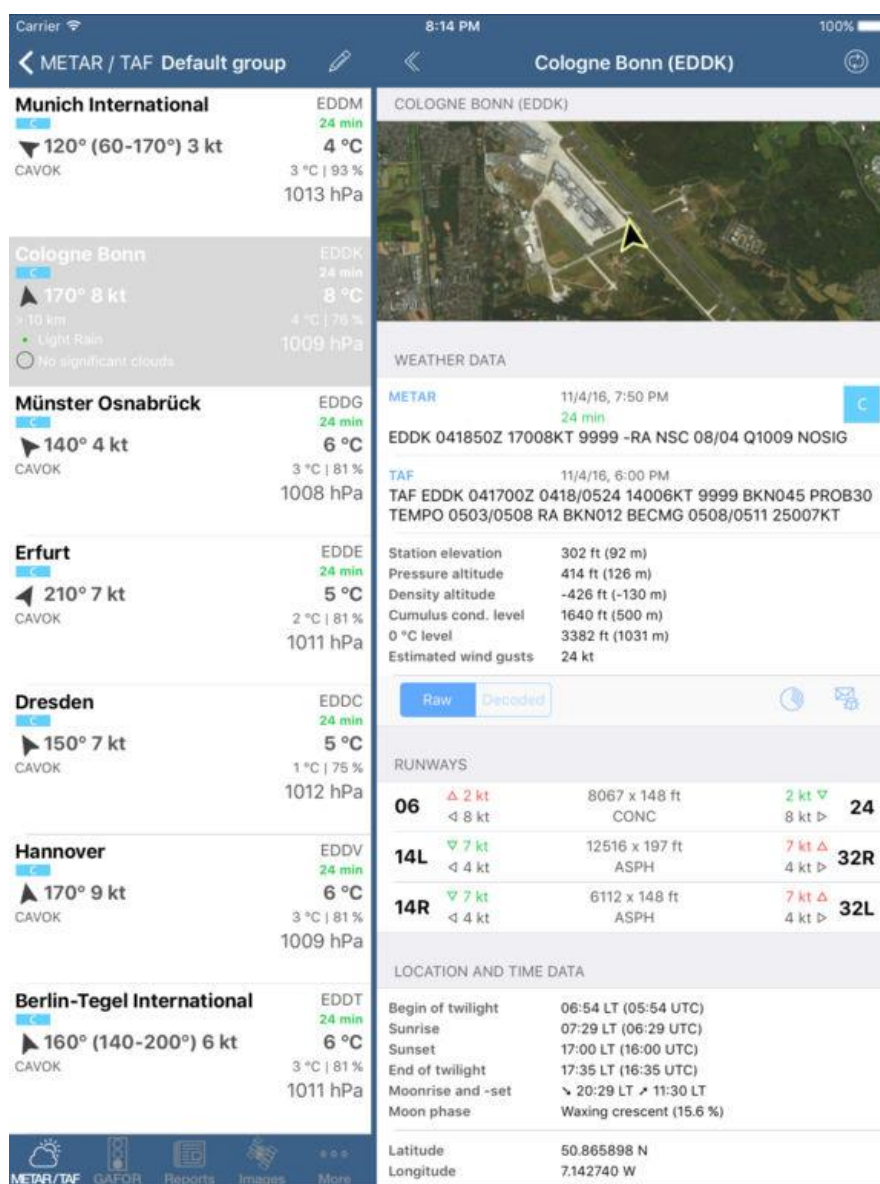 Carrier
8:14 PM
100%
METAR / TAF Default group
Cologne Bonn (EDDK)
Munich International EDDM
C 24 min
120° (60-170°) 3 kt 4 °C
CAVOK 3 °C | 93 %
1013 hPa
Cologne Bonn EDDK
C 24 min
170° 8 kt 8 °C
> 10 km 4 °C | 76 %
Light Rain 1009 hPa
No significant clouds
Münster Osnabrück EDDG
C 24 min
140° 4 kt 6 °C
CAVOK 3 °C | 81 %
1008 hPa
Erfurt EDDE
C 24 min
210° 7 kt 5 °C
CAVOK 2 °C | 81 %
1011 hPa
Dresden EDDC
C 24 min
150° 7 kt 5 °C
CAVOK 1 °C | 75 %
1012 hPa
Hannover EDDV
C 24 min
170° 9 kt 6 °C
CAVOK 3 °C | 81 %
1009 hPa
Berlin-Tegel International EDDT
C 24 min
160° (140-200°) 6 kt 6 °C
CAVOK 3 °C | 81 %
1011 hPa
METAR/TAF GAFOR Reports Images More
COLOGNE BONN (EDDK)
Legal
WEATHER DATA
METAR 11/4/16, 7:50 PM C
24 min
EDDK 041850Z 17008KT 9999 -RA NSC 08/04 Q1009 NOSIG
TAF 11/4/16, 6:00 PM
TAF EDDK 041700Z 0418/0524 14006KT 9999 BKN045 PROB30
TEMPO 0503/0508 RA BKN012 BECMG 0508/0511 25007KT
Station elevation 302 ft (92 m)
Pressure altitude 414 ft (126 m)
Density altitude -426 ft (-130 m)
Cumulus cond. level 1640 ft (500 m)
0 °C level 3382 ft (1031 m)
Estimated wind gusts 24 kt
Raw Decoded
RUNWAYS
06 △ 2 kt 8067 x 148 ft 2 kt ▽ 24
◁ 8 kt CONC 8 kt ▷
14L ▽ 7 kt 12516 x 197 ft 7 kt △ 32R
◁ 4 kt ASPH 4 kt ▷
14R ▽ 7 kt 6112 x 148 ft 7 kt △ 32L
◁ 4 kt ASPH 4 kt ▷
LOCATION AND TIME DATA
Begin of twilight 06:54 LT (05:54 UTC)
Sunrise 07:29 LT (06:29 UTC)
Sunset 17:00 LT (16:00 UTC)
End of twilight 17:35 LT (16:35 UTC)
Moonrise and -set ➘ 20:29 LT ➚ 11:30 LT
Moon phase Waxing crescent (15.6 %)
Latitude 50.865898 N
Longitude 7.142740 W